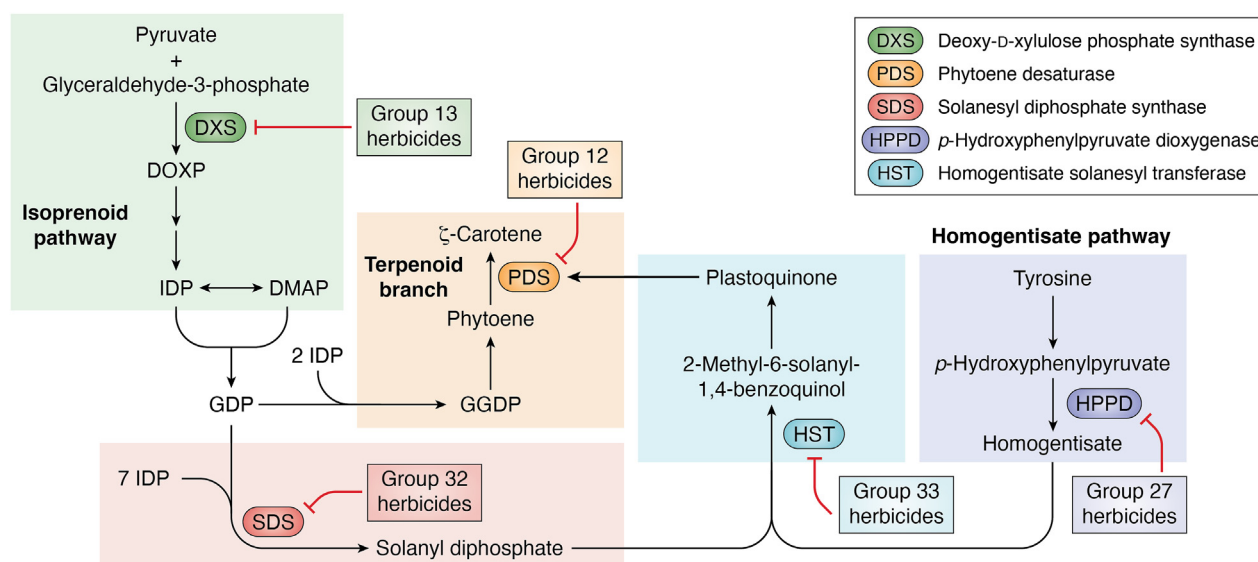 Pyruvate
+
Glyceraldehyde-3-phosphate
DXS
Group 13
herbicides
DOXP
Isoprenoid
pathway
IDP
DMAP
2 IDP
GDP
7 IDP
SDS
Group 32
herbicides
Solanyl diphosphate
Group 12
herbicides
ζ-Carotene
Terpenoid
branch
PDS
Phytoene
GGDP
Plastoquinone
2-Methyl-6-solanyl-
1,4-benzoquinol
HST
Group 33
herbicides
Homogentisate pathway
Tyrosine
p-Hydroxyphenylpyruvate
HPPD
Homogentisate
Group 27
herbicides
DXS Deoxy-D-xylulose phosphate synthase
PDS Phytoene desaturase
SDS Solanesyl diphosphate synthase
HPPD p-Hydroxyphenylpyruvate dioxygenase
HST Homogentisate solanesyl transferase